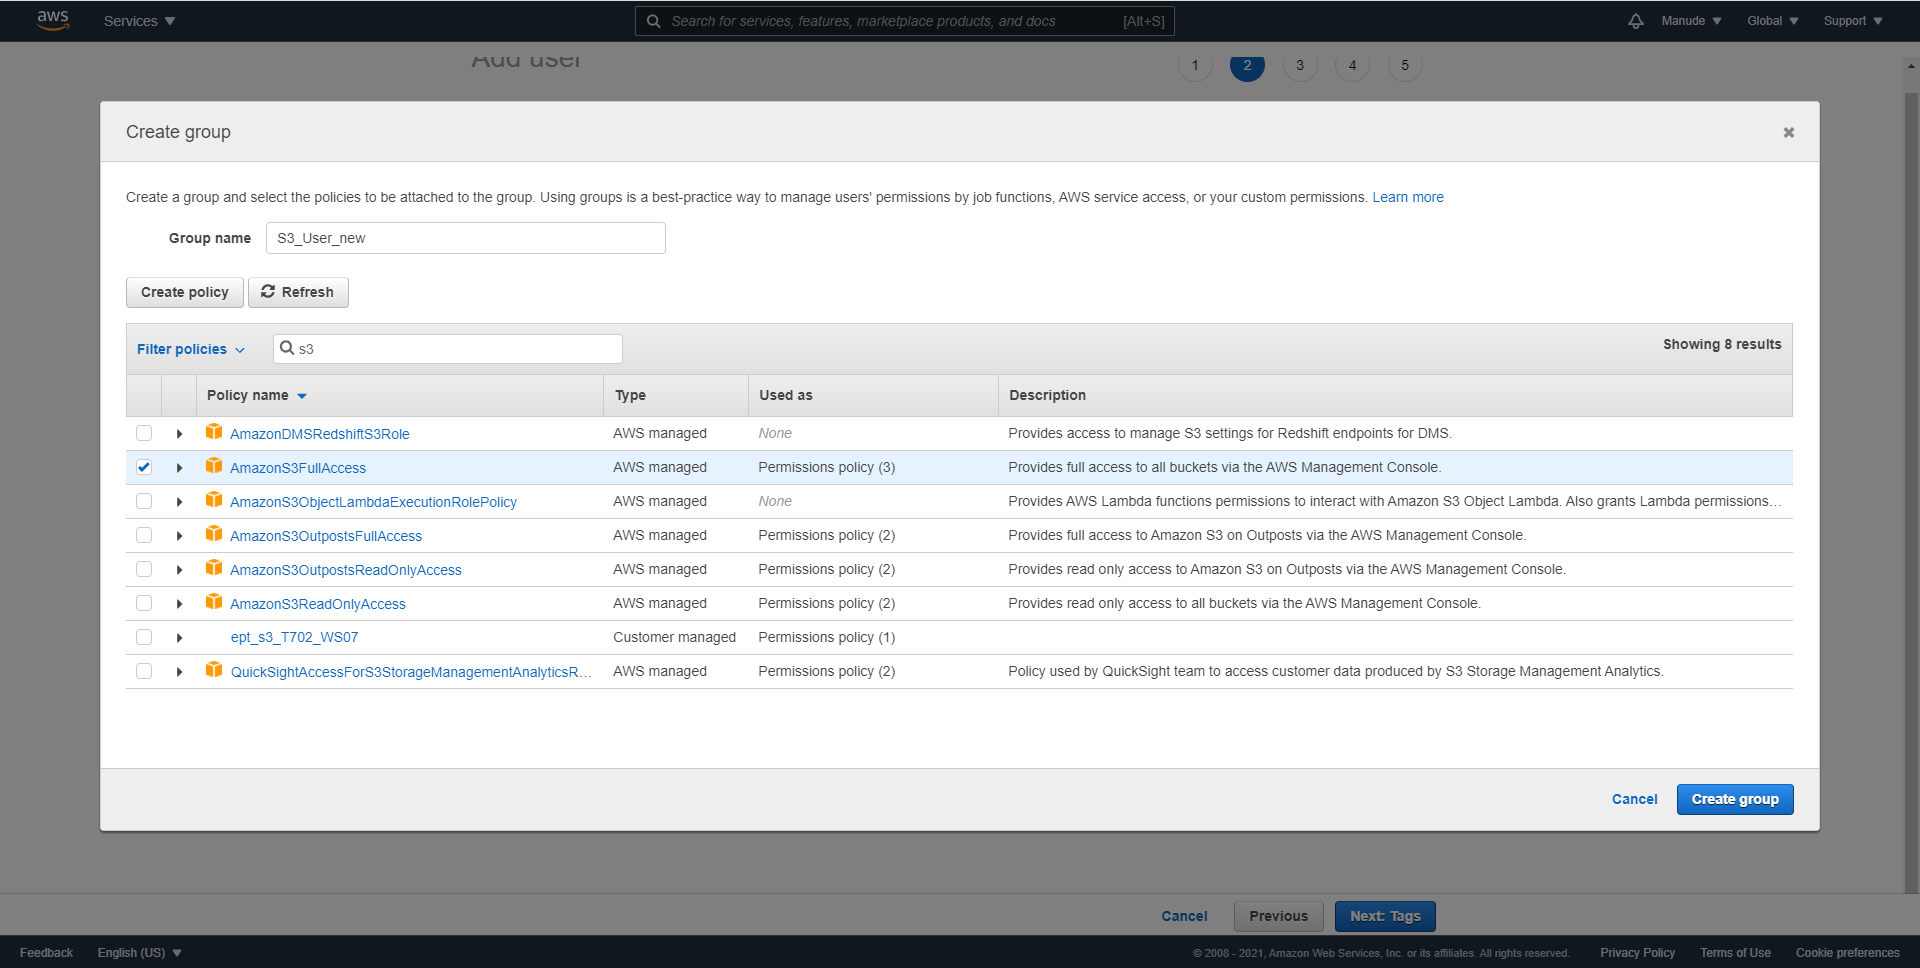 aws Services Search for services, features, marketplace products, and docs [Alt+S] Manude Global Support
Add user 1 2 3 4 5
Create group
Create a group and select the policies to be attached to the group. Using groups is a best-practice way to manage users' permissions by job functions, AWS service access, or your custom permissions. Learn more
Group name S3_User_new
Create policy Refresh
Filter policies s3 Showing 8 results
Policy name Type Used as Description
AmazonDMSRedshiftS3Role AWS managed None Provides access to manage S3 settings for Redshift endpoints for DMS.
AmazonS3FullAccess AWS managed Permissions policy (3) Provides full access to all buckets via the AWS Management Console.
AmazonS3ObjectLambdaExecutionRolePolicy AWS managed None Provides AWS Lambda functions permissions to interact with Amazon S3 Object Lambda. Also grants Lambda permissions…
AmazonS3OutpostsFullAccess AWS managed Permissions policy (2) Provides full access to Amazon S3 on Outposts via the AWS Management Console.
AmazonS3OutpostsReadOnlyAccess AWS managed Permissions policy (2) Provides read only access to Amazon S3 on Outposts via the AWS Management Console.
AmazonS3ReadOnlyAccess AWS managed Permissions policy (2) Provides read only access to all buckets via the AWS Management Console.
ept_s3_T702_WS07 Customer managed Permissions policy (1)
QuickSightAccessForS3StorageManagementAnalyticsR… AWS managed Permissions policy (2) Policy used by QuickSight team to access customer data produced by S3 Storage Management Analytics.
Cancel Create group
Cancel Previous Next: Tags
Feedback English (US) © 2008 - 2021, Amazon Web Services, Inc. or its affiliates. All rights reserved. Privacy Policy Terms of Use Cookie preferences